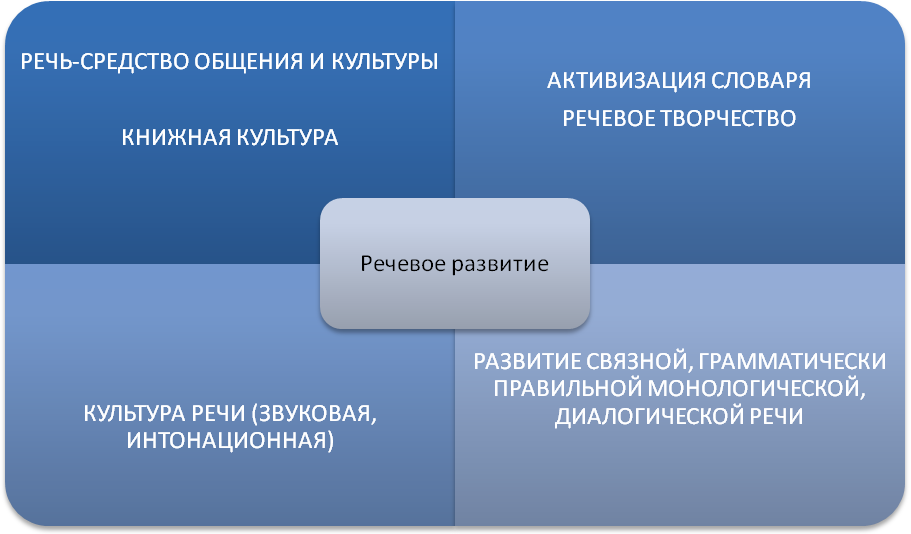 РЕЧЬ-СРЕДСТВО ОБЩЕНИЯ И КУЛЬТУРЫ
КНИЖНАЯ КУЛЬТУРА
АКТИВИЗАЦИЯ СЛОВАРЯ
РЕЧЕВОЕ ТВОРЧЕСТВО
Речевое развитие
КУЛЬТУРА РЕЧИ (ЗВУКОВАЯ,
ИНТОНАЦИОННАЯ)
РАЗВИТИЕ СВЯЗНОЙ, ГРАММАТИЧЕСКИ
ПРАВИЛЬНОЙ МОНОЛОГИЧЕСКОЙ,
ДИАЛОГИЧЕСКОЙ РЕЧИ